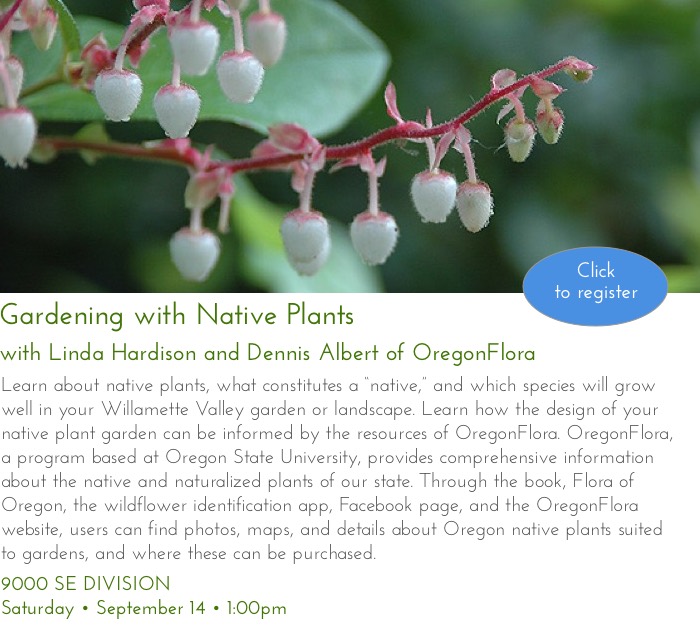 Click
to register
Gardening with Native Plants
with Linda Hardison and Dennis Albert of OregonFlora
Learn about native plants, what constitutes a "native," and which species will grow
well in your Willamette Valley garden or landscape. Learn how the design of your
native plant garden can be informed by the resources of OregonFlora. OregonFlora,
a program based at Oregon State University, provides comprehensive information
about the native and naturalized plants of our state. Through the book, Flora of
Oregon, the wildflower identification app, Facebook page, and the OregonFlora
website, users can find photos, maps, and details about Oregon native plants suited
to gardens, and where these can be purchased.
9000 SE DIVISION
Saturday • September 14 • 1:00pm